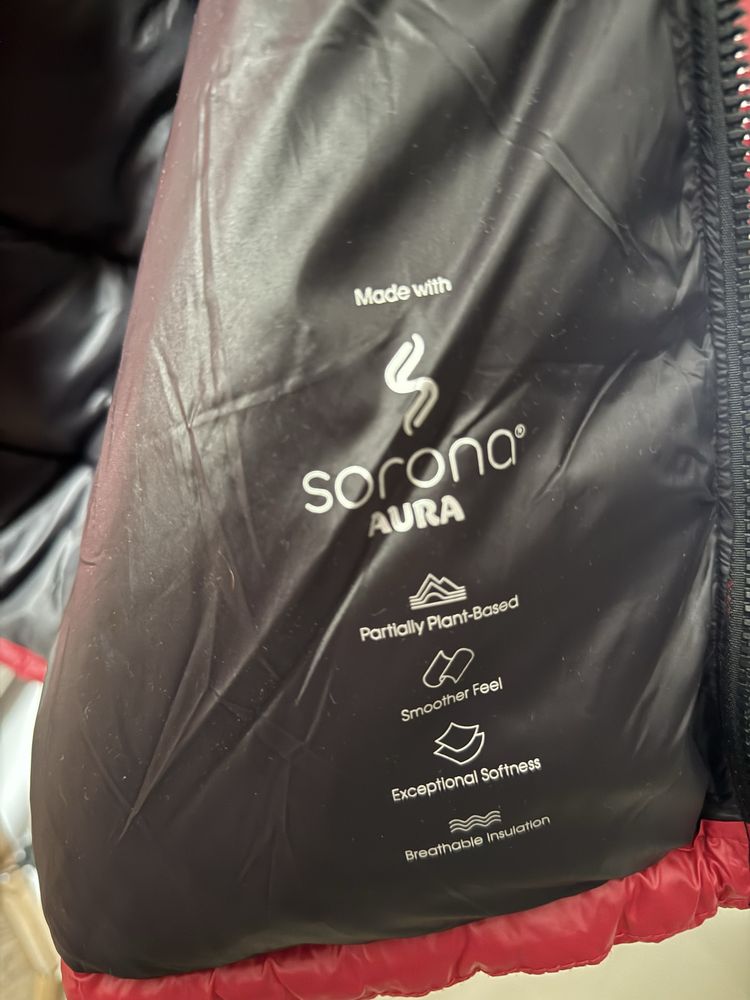 Made with
sorona®
AURA
Partially Plant-Based
Smoother Feel
Exceptional Softness
Breathable Insulation